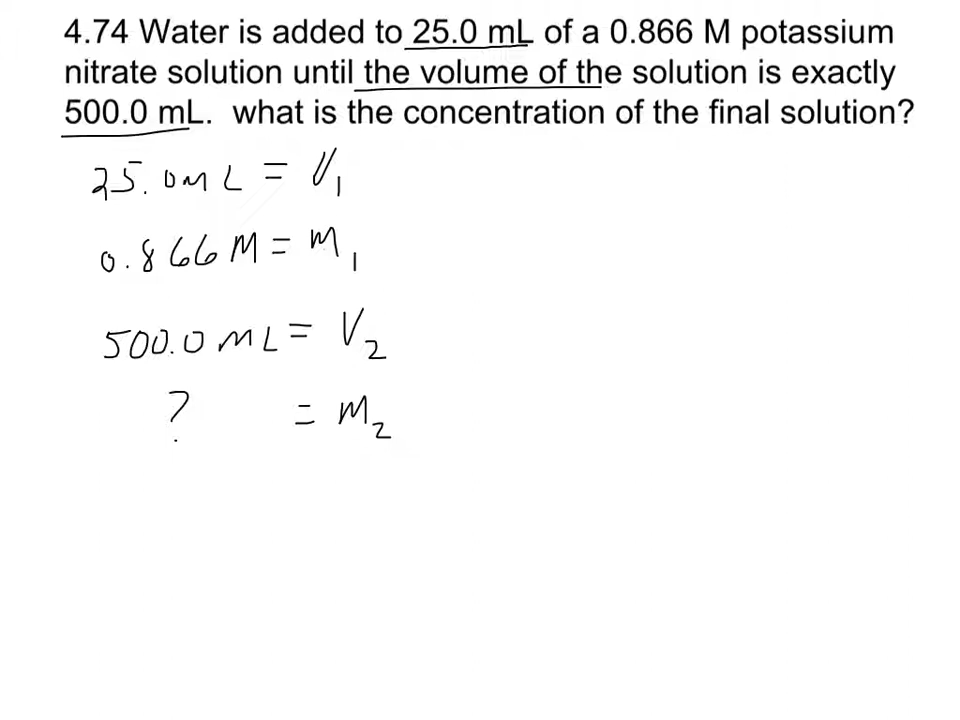 4.74 Water is added to 25.0 mL of a 0.866 M potassium
nitrate solution until the volume of the solution is exactly
500.0 mL.  what is the concentration of the final solution?
25.0mL = V₁
0.866 M = M₁
500.0 mL = V₂
? = M₂